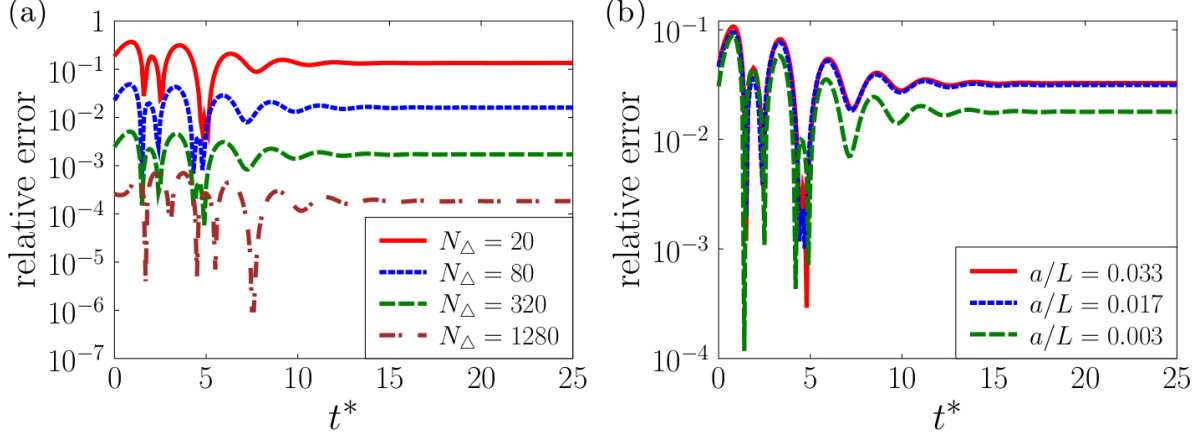 (a)
relative error
1
10⁻¹
10⁻²
10⁻³
10⁻⁴
10⁻⁵
10⁻⁶
10⁻⁷
0 5 10 15 20 25
t*
N△ = 20
N△ = 80
N△ = 320
N△ = 1280
(b)
relative error
10⁻¹
10⁻²
10⁻³
10⁻⁴
0 5 10 15 20 25
t*
a/L = 0.033
a/L = 0.017
a/L = 0.003